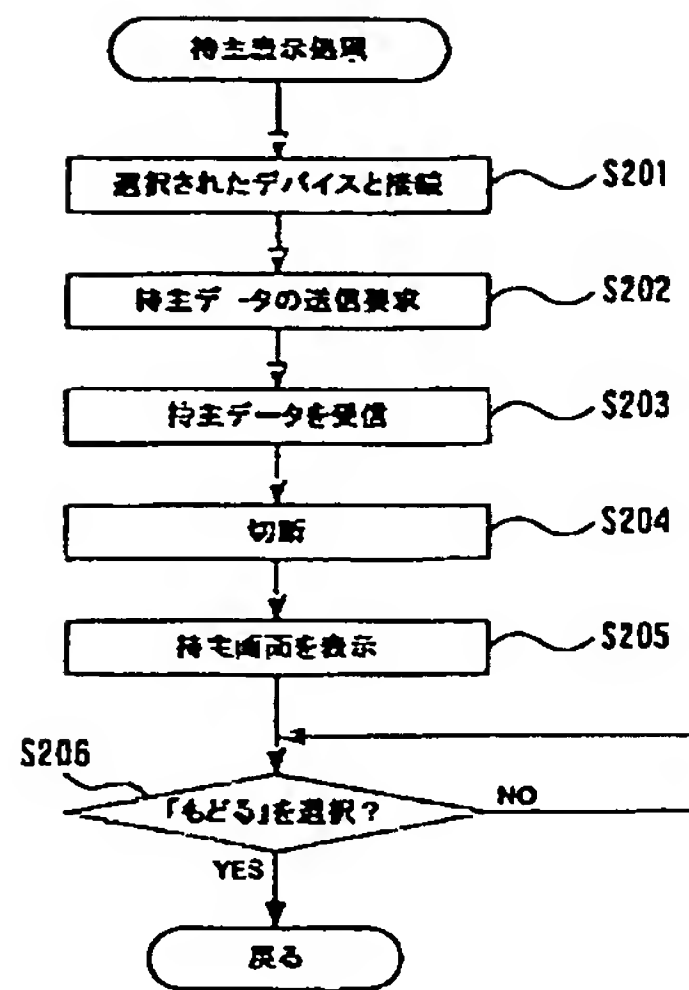 持主表示処理
選択されたデバイスと接続
S201
持主データの送信要求
S202
持主データを受信
S203
切断
S204
持主画面を表示
S205
S206
「もどる」を選択？
NO
YES
戻る